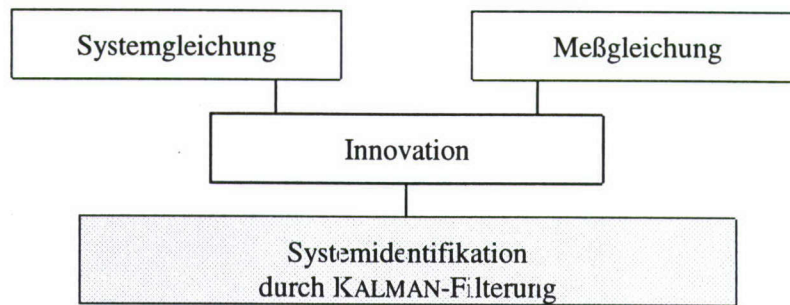 Systemgleichung
Meßgleichung
Innovation
Systemidentifikation
durch KALMAN-Filterung